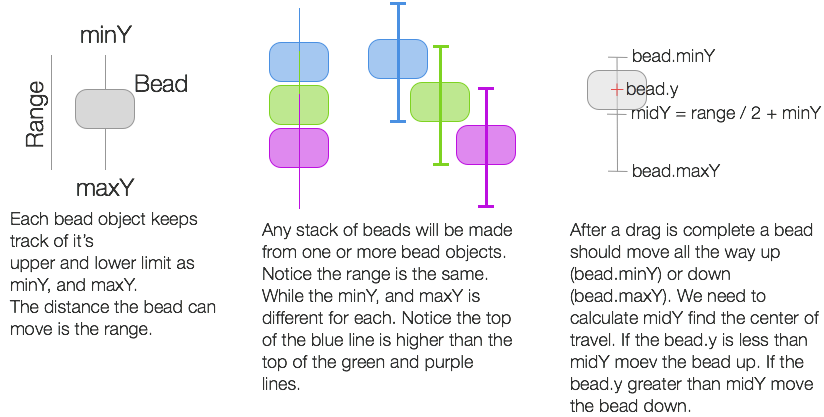 minY
Range
Bead
maxY
Each bead object keeps
track of it's
upper and lower limit as
minY, and maxY.
The distance the bead can
move is the range.
Any stack of beads will be made
from one or more bead objects.
Notice the range is the same.
While the minY, and maxY is
different for each. Notice the top
of the blue line is higher than the
top of the green and purple
lines.
bead.minY
bead.y
midY = range / 2 + minY
bead.maxY
After a drag is complete a bead
should move all the way up
(bead.minY) or down
(bead.maxY). We need to
calculate midY find the center of
travel. If the bead.y is less than
midY moev the bead up. If the
bead.y greater than midY move
the bead down.